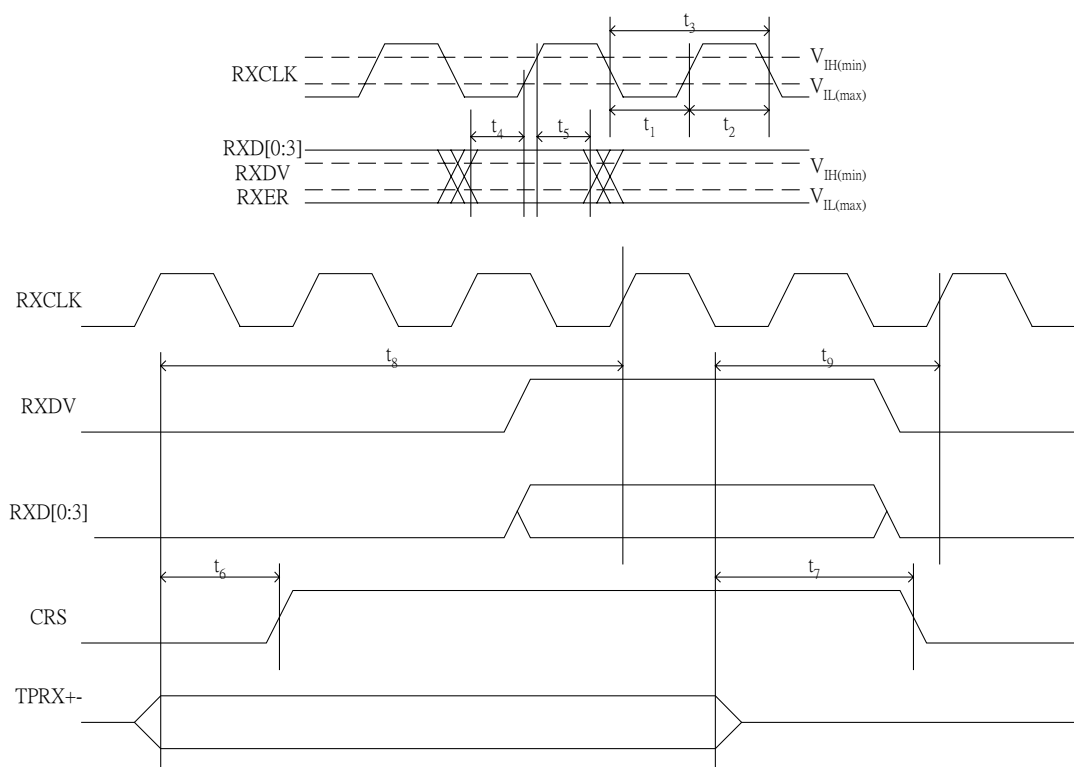 t3
RXCLK
VIH(min)
VIL(max)
t4
t5
t1
t2
RXD[0:3]
RXDV
RXER
VIH(min)
VIL(max)
RXCLK
t8
t9
RXDV
RXD[0:3]
t6
t7
CRS
TPRX+-